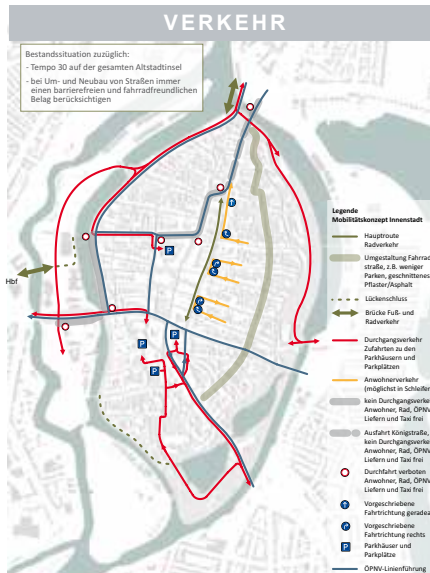 VERKEHR
Bestandssituation zuzüglich:
- Tempo 30 auf der gesamten Altstadtinsel
- bei Um- und Neubau von Straßen immer
einen barrierefreien und fahrradfreundlichen
Belag berücksichtigen
Hbf
P
P
P
P
Legende
Mobilitätskonzept Innenstadt
Hauptroute
Radverkehr
Umgestaltung Fahrrad
straße, z.B. weniger
Parken, geschnittenes
Pflaster/Asphalt
Lückenschluss
Brücke Fuß- und
Radverkehr
Durchgangsverkehr
Zufahrten zu den
Parkhäusern und
Parkplätzen
Anwohnerverkehr
(möglichst in Schleifen
kein Durchgangsverke
Anwohner, Rad, ÖPNV
Liefern und Taxi frei
Ausfahrt Königstraße,
kein Durchgangsverke
Anwohner, Rad, ÖPNV
Liefern und Taxi frei
Durchfahrt verboten
Anwohner, Rad, ÖPNV
Liefern und Taxi frei
Vorgeschriebene
Fahrtrichtung geradea
Vorgeschriebene
Fahrtrichtung rechts
P
Parkhäuser und
Parkplätze
ÖPNV-Linienführung